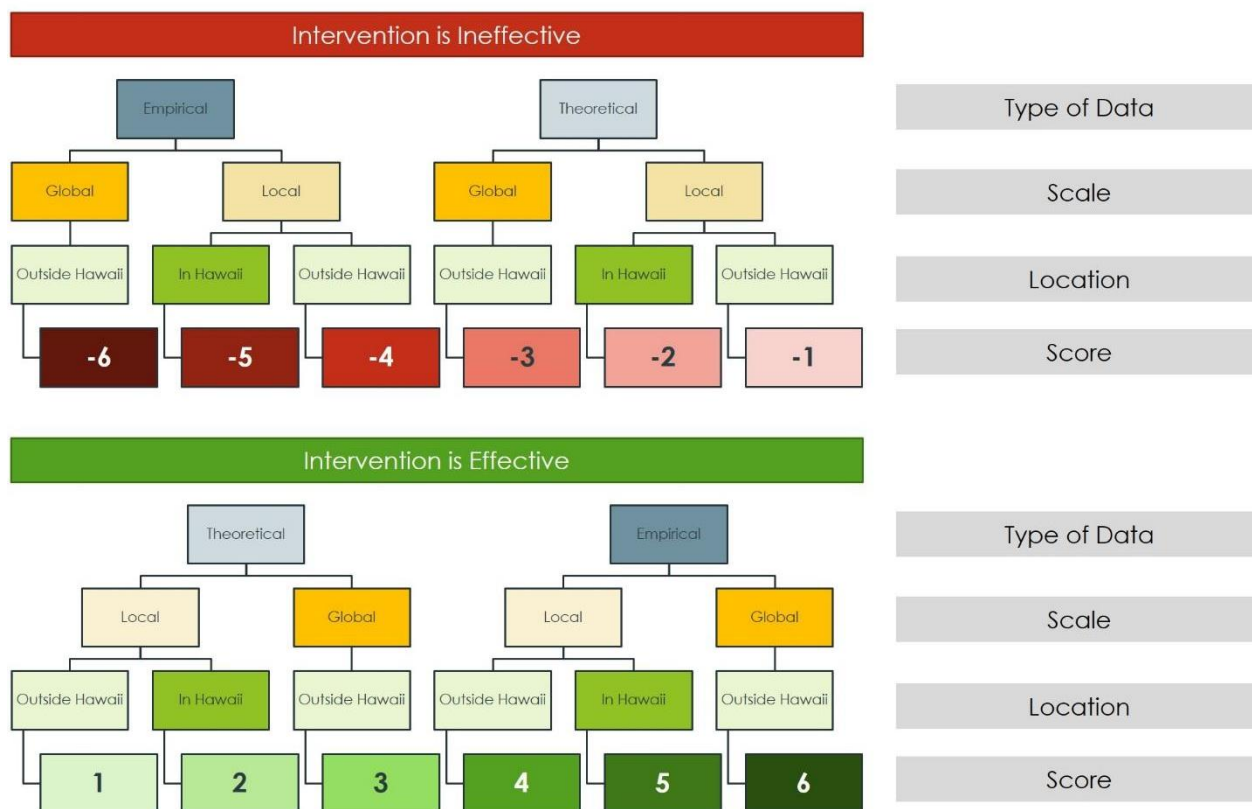 Intervention is Ineffective
Empirical Theoretical Type of Data
Global Local Global Local Scale
Outside Hawaii In Hawaii Outside Hawaii Outside Hawaii In Hawaii Outside Hawaii Location
-6 -5 -4 -3 -2 -1 Score
Intervention is Effective
Theoretical Empirical Type of Data
Local Global Local Global Scale
Outside Hawaii In Hawaii Outside Hawaii Outside Hawaii In Hawaii Outside Hawaii Location
1 2 3 4 5 6 Score